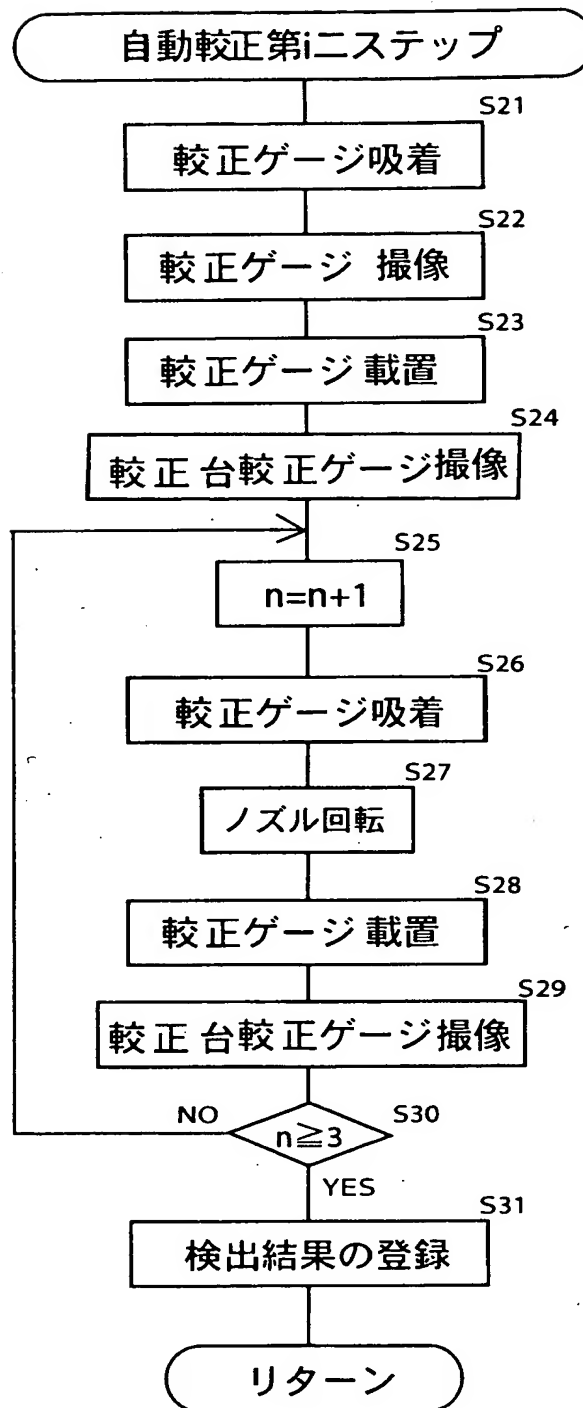 自動較正第i二ステップ
S21
較正ゲージ吸着
S22
較正ゲージ 撮像
S23
較正ゲージ 載置
S24
較正台較正ゲージ撮像
S25
n=n+1
S26
較正ゲージ吸着
S27
ノズル回転
S28
較正ゲージ 載置
S29
較正台較正ゲージ撮像
NO
S30
n≧3
YES
S31
検出結果の登録
リターン